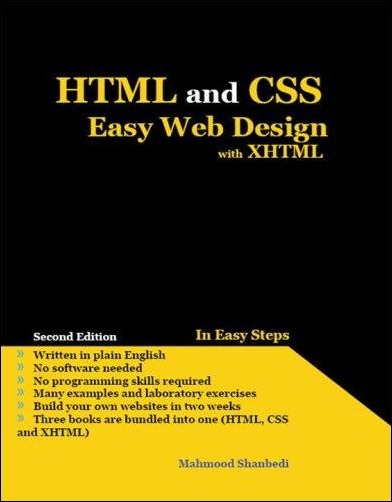 HTML and CSS
Easy Web Design
with XHTML
Second Edition
In Easy Steps
» Written in plain English
» No software needed
» No programming skills required
» Many examples and laboratory exercises
» Build your own websites in two weeks
» Three books are bundled into one (HTML, CSS
and XHTML)
Mahmood Shanbedi